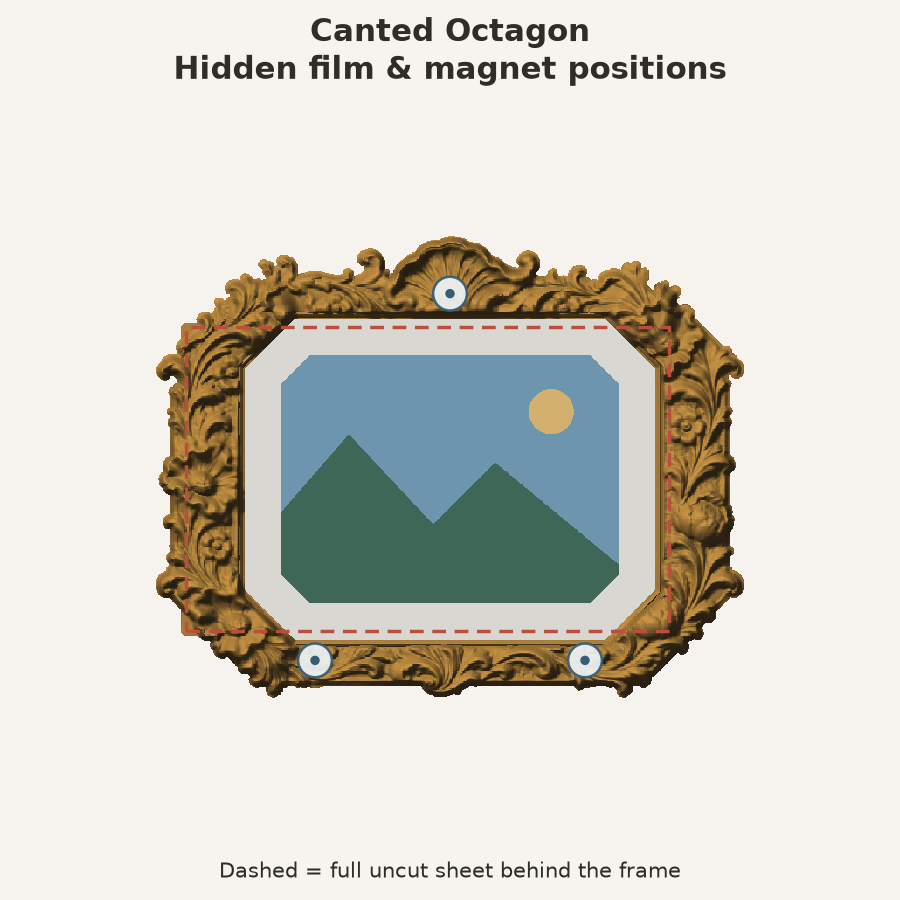 Canted Octagon
Hidden film & magnet positions
Dashed = full uncut sheet behind the frame